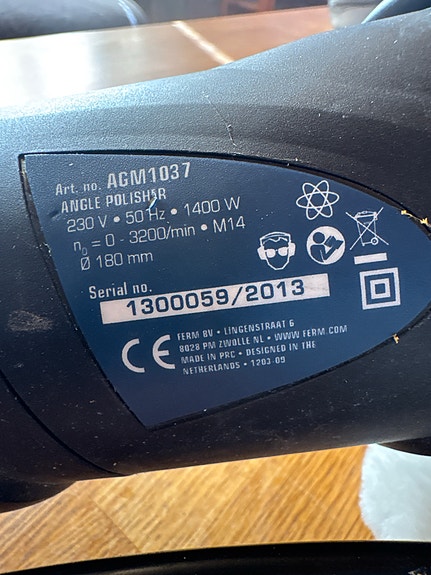 Art. no. AGM1037
ANGLE POLISHER
230 V • 50 Hz • 1400 W
n₀ = 0 - 3200/min • M14
Ø 180 mm
Serial no.
1300059/2013
CE
FERM BV • LINGENSTRAAT 6
8028 PM ZWOLLE NL • WWW.FERM.COM
MADE IN PRC • DESIGNED IN THE
NETHERLANDS • 1203-09